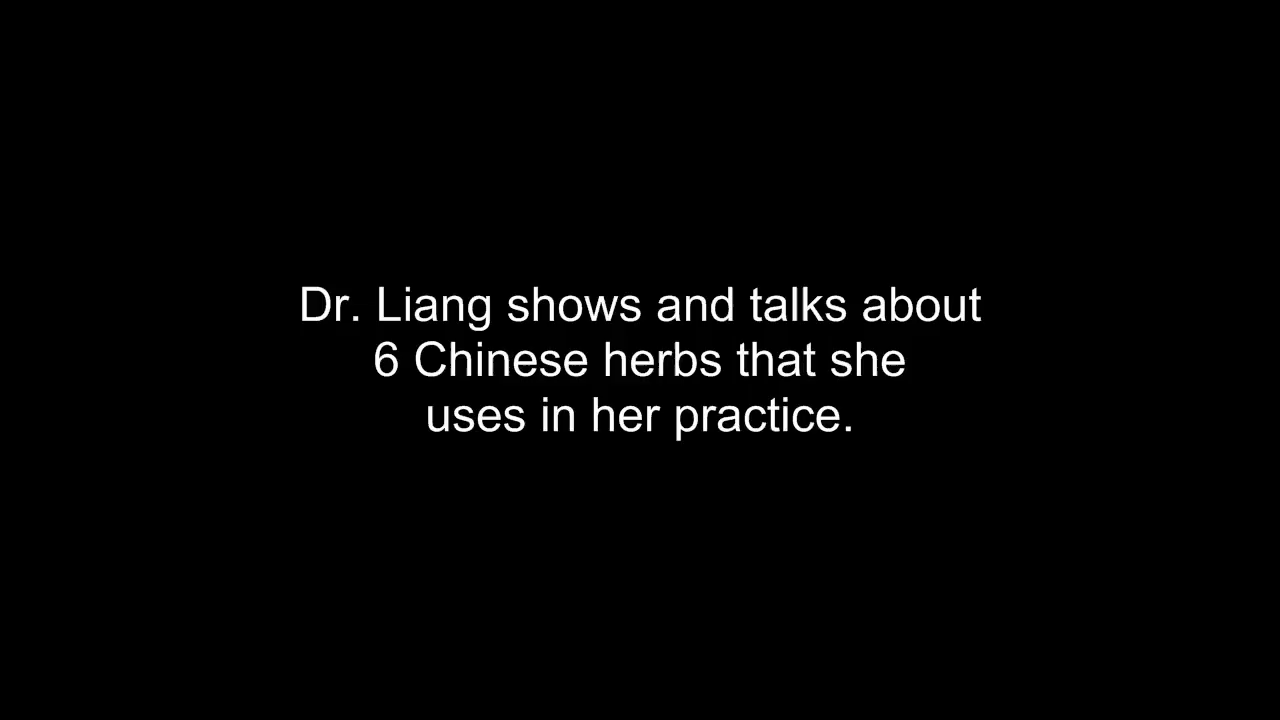 Dr. Liang shows and talks about
6 Chinese herbs that she
uses in her practice.